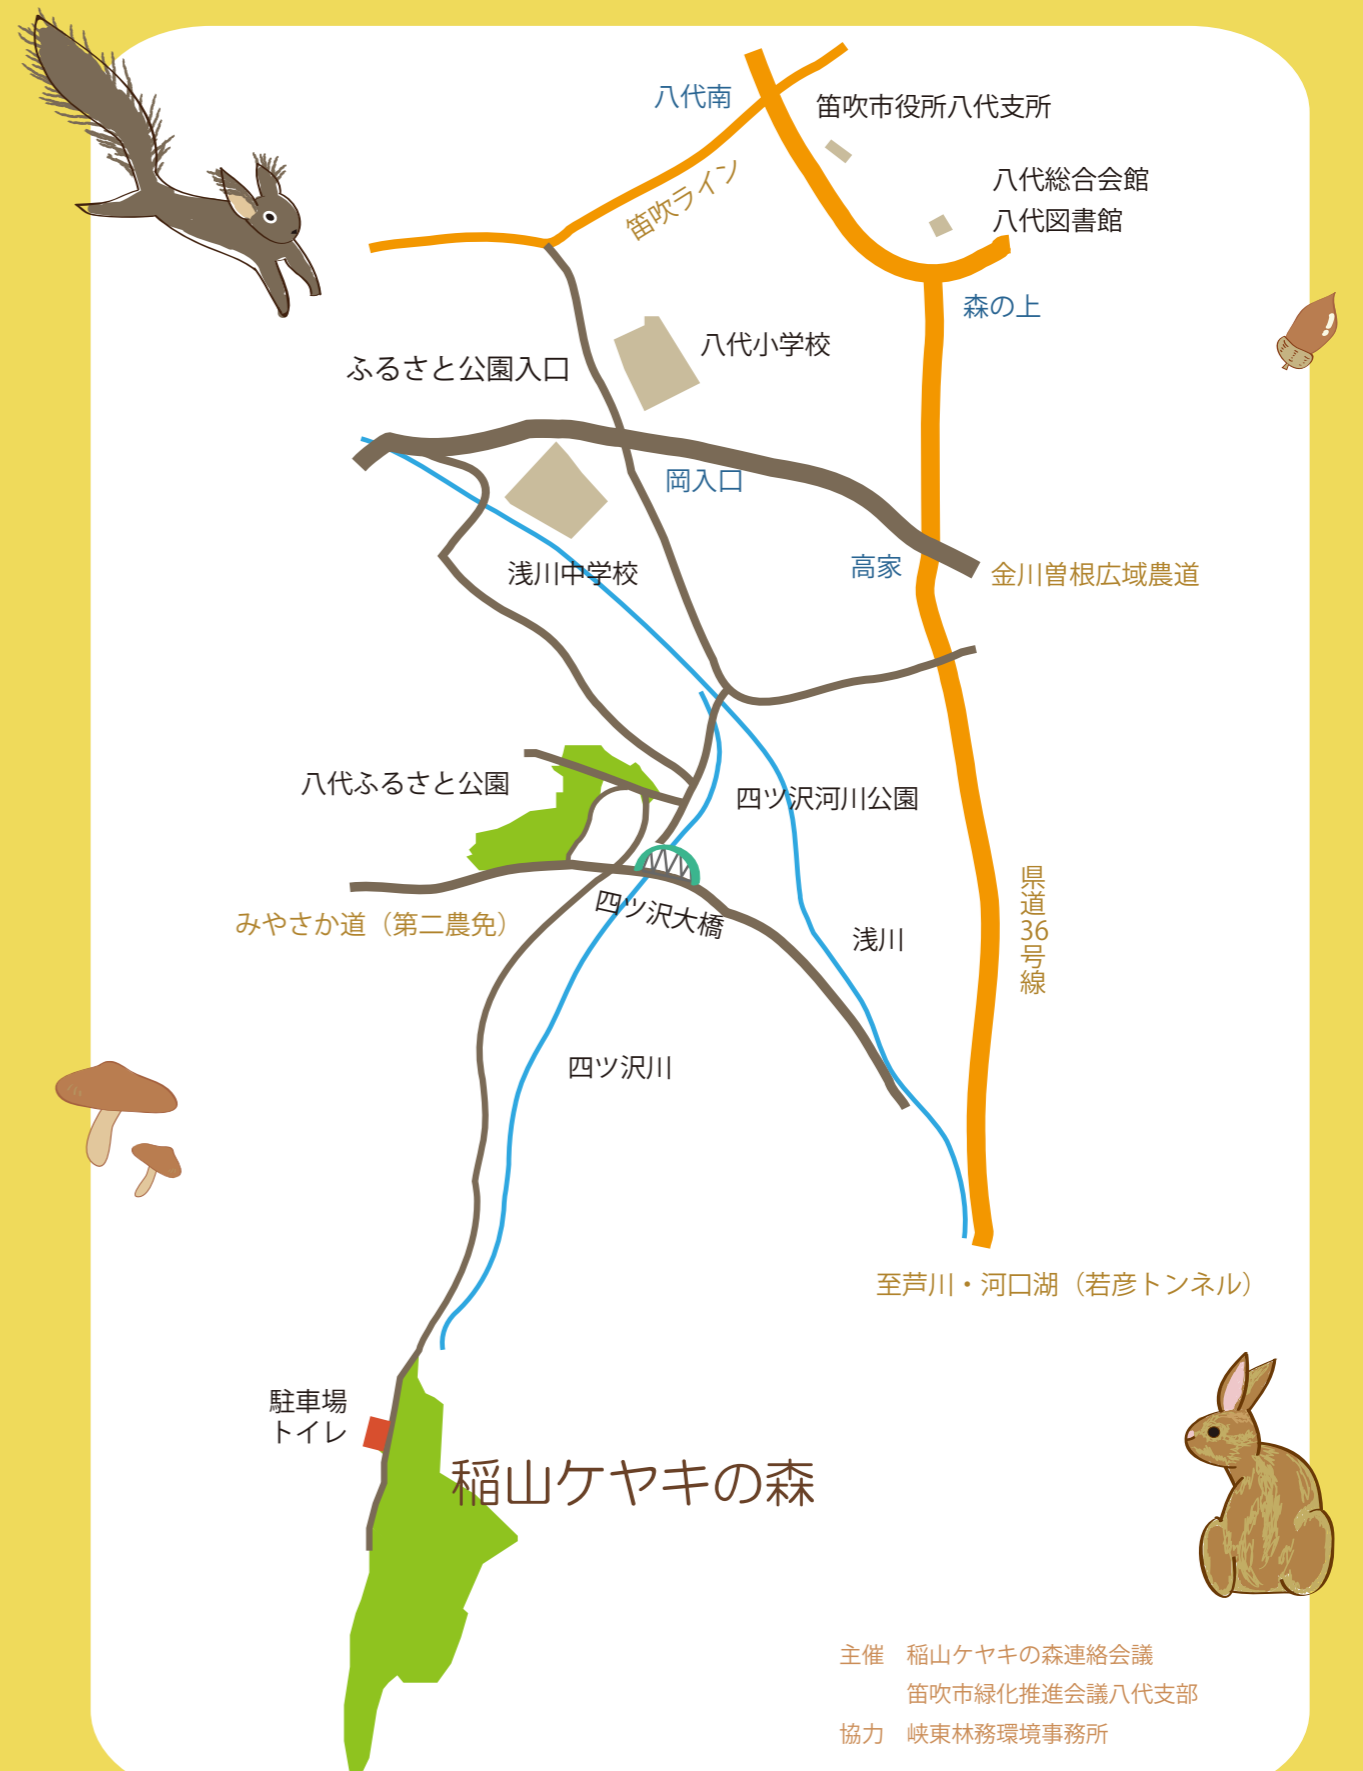 八代南
笛吹市役所八代支所
八代総合会館
八代図書館
笛吹ライン
森の上
八代小学校
ふるさと公園入口
岡入口
浅川中学校
高家
金川曽根広域農道
八代ふるさと公園
四ツ沢河川公園
県道36号線
四ツ沢大橋
みやさか道（第二農免）
浅川
四ツ沢川
至芦川・河口湖（若彦トンネル）
駐車場
トイレ
稲山ケヤキの森
主催　稲山ケヤキの森連絡会議
笛吹市緑化推進会議八代支部
協力　峡東林務環境事務所